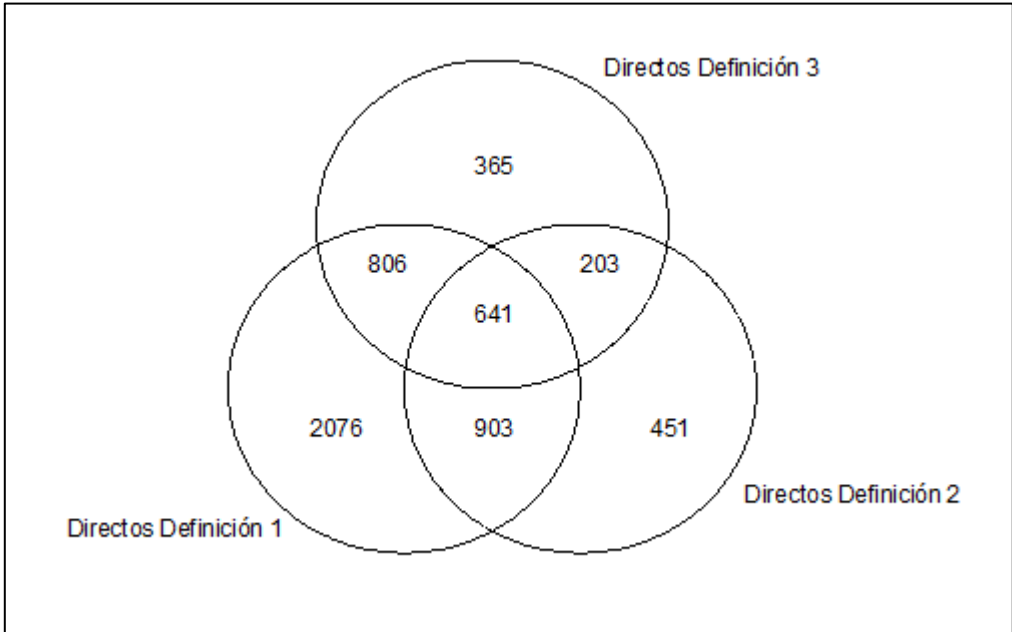 Directos Definición 3
365
806
203
641
2076
903
451
Directos Definición 2
Directos Definición 1